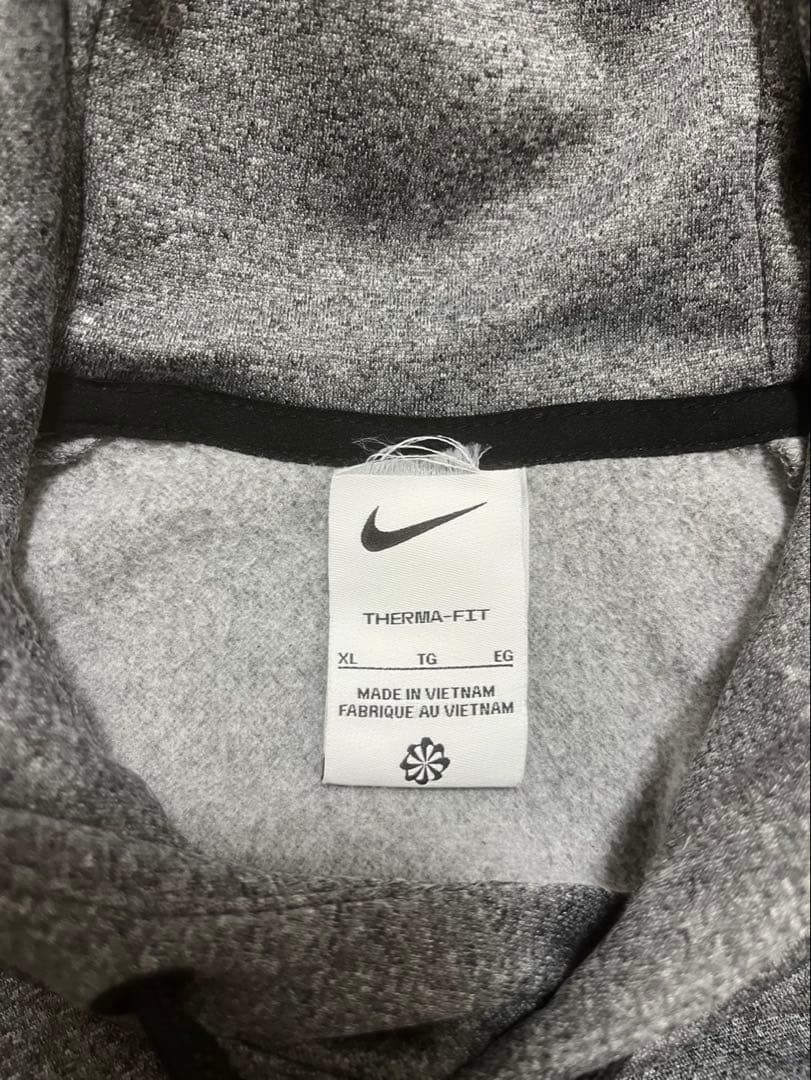 THERMA-FIT
XL TG EG
MADE IN VIETNAM
FABRIQUE AU VIETNAM